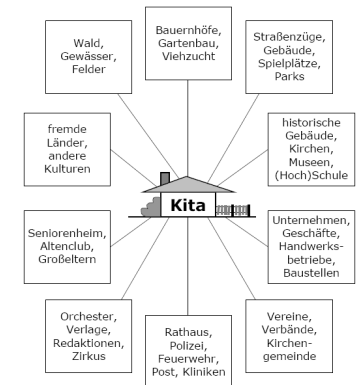 Bauernhöfe,
Gartenbau,
Viehzucht
Straßenzüge,
Gebäude,
Spielplätze,
Parks
historische
Gebäude,
Kirchen,
Museen,
(Hoch)Schule
Unternehmen,
Geschäfte,
Handwerks-
betriebe,
Baustellen
Vereine,
Verbände,
Kirchen-
gemeinde
Rathaus,
Polizei,
Feuerwehr,
Post, Kliniken
Orchester,
Verlage,
Redaktionen,
Zirkus
Seniorenheim,
Altenclub,
Großeltern
fremde
Länder,
andere
Kulturen
Wald,
Gewässer,
Felder
Kita